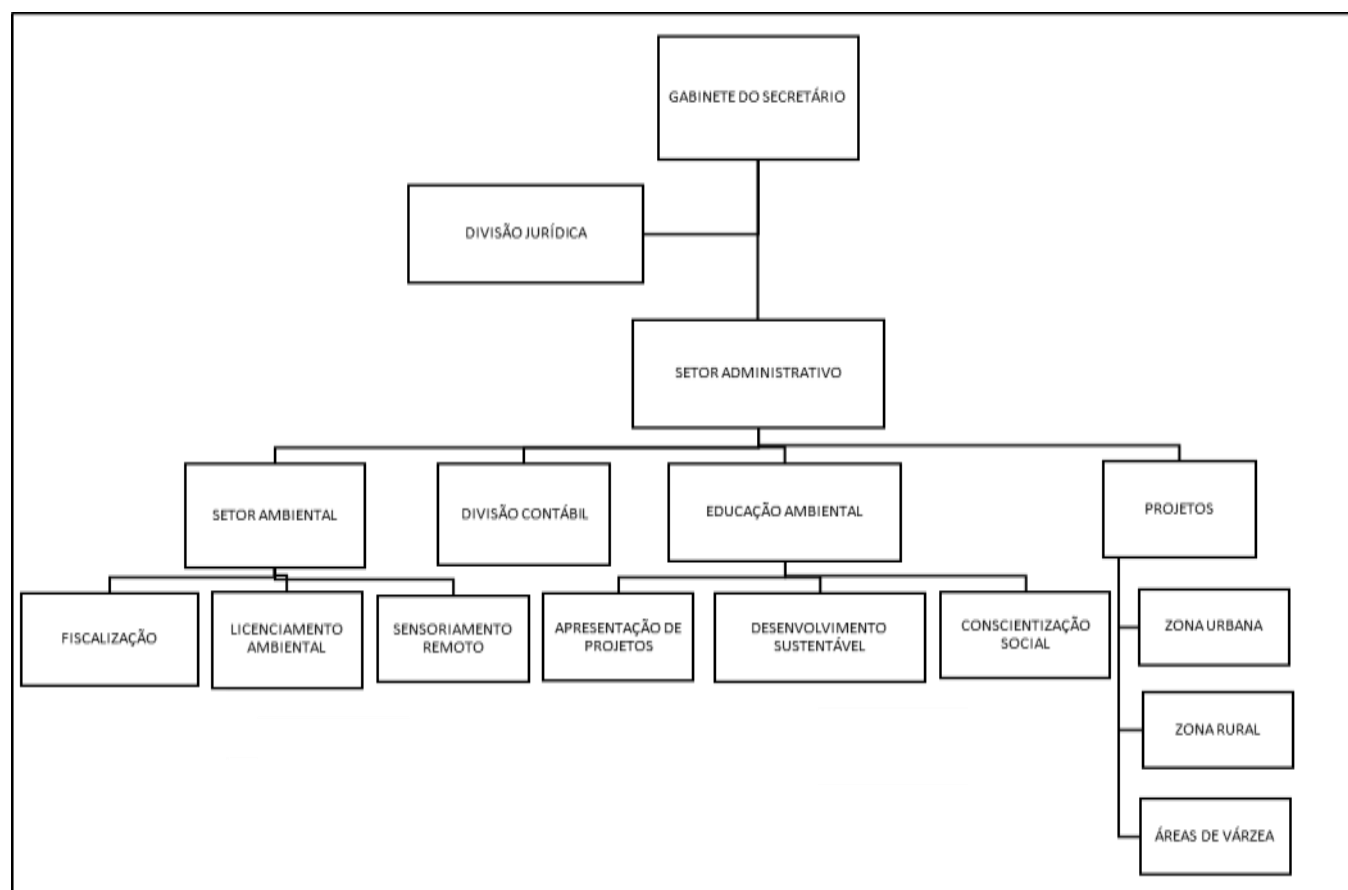 GABINETE DO SECRETÁRIO
DIVISÃO JURÍDICA
SETOR ADMINISTRATIVO
SETOR AMBIENTAL
DIVISÃO CONTÁBIL
EDUCAÇÃO AMBIENTAL
PROJETOS
FISCALIZAÇÃO
LICENCIAMENTO
AMBIENTAL
SENSORIAMENTO
REMOTO
APRESENTAÇÃO DE
PROJETOS
DESENVOLVIMENTO
SUSTENTÁVEL
CONSCIENTIZAÇÃO
SOCIAL
ZONA URBANA
ZONA RURAL
ÁREAS DE VÁRZEA